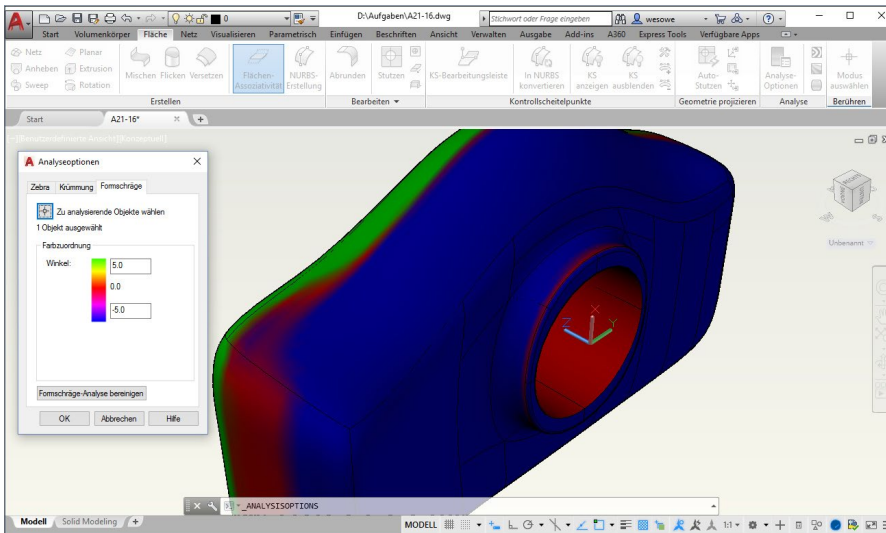 A
0
D:\Aufgaben\A21-16.dwg
Stichwort oder Frage eingeben
wesowe
Start Volumenkörper Fläche Netz Visualisieren Parametrisch Einfügen Beschriften Ansicht Verwalten Ausgabe Add-ins A360 Express Tools Verfügbare Apps
Netz Planar
Anheben Extrusion
Sweep Rotation
Mischen Flicken Versetzen
Flächen-
Assoziativität
NURBS-
Erstellung
Abrunden Stutzen
KS-Bearbeitungsleiste
In NURBS
konvertieren
KS
anzeigen
KS
ausblenden
Auto-
Stutzen
Analyse-
Optionen
Modus
auswählen
Erstellen Bearbeiten Kontrollscheitelpunkte Geometrie projizieren Analyse Berühren
Start A21-16*
Analyseoptionen
Zebra Krümmung Formschräge
Zu analysierende Objekte wählen
1 Objekt ausgewählt
Farbzuordnung
Winkel: 5.0
0.0
-5.0
Formschräge-Analyse bereinigen
OK Abbrechen Hilfe
X
Z Y
Unbenannt
_ANALYSISOPTIONS
Modell Solid Modeling
MODELL
1:1